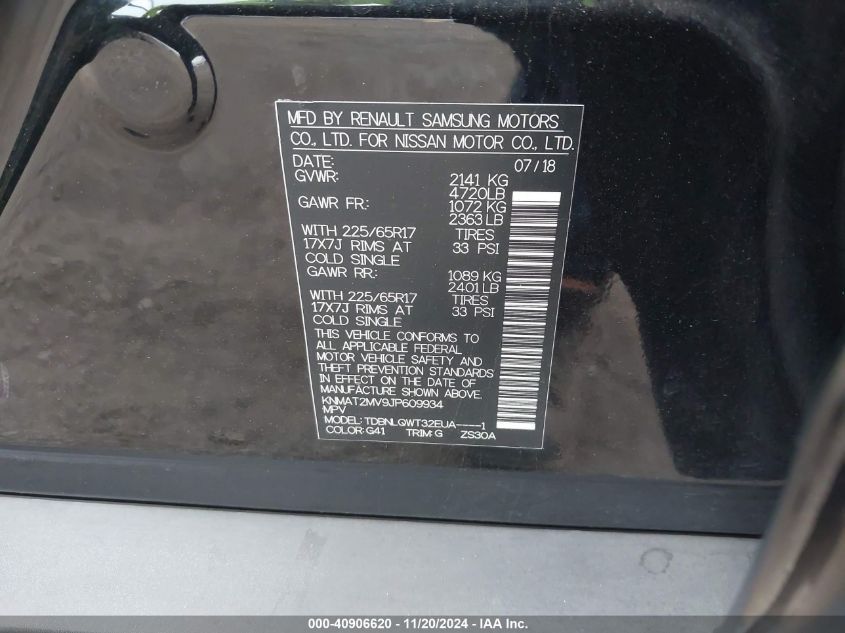 MFD BY RENAULT SAMSUNG MOTORS
CO., LTD. FOR NISSAN MOTOR CO., LTD.
DATE: 07/18
GVWR: 2141 KG
4720LB
GAWR FR: 1072 KG
2363 LB
WITH 225/65R17 TIRES
17X7J RIMS AT 33 PSI
COLD SINGLE
GAWR RR: 1089 KG
2401 LB
WITH 225/65R17 TIRES
17X7J RIMS AT 33 PSI
COLD SINGLE
THIS VEHICLE CONFORMS TO
ALL APPLICABLE FEDERAL
MOTOR VEHICLE SAFETY AND
THEFT PREVENTION STANDARDS
IN EFFECT ON THE DATE OF
MANUFACTURE SHOWN ABOVE.
KNMAT2MV9JP609934
MPV
MODEL: TDBNLQWT32EUA----1
COLOR: G41 TRIM: G ZS30A
000-40906620 - 11/20/2024 - IAA Inc.